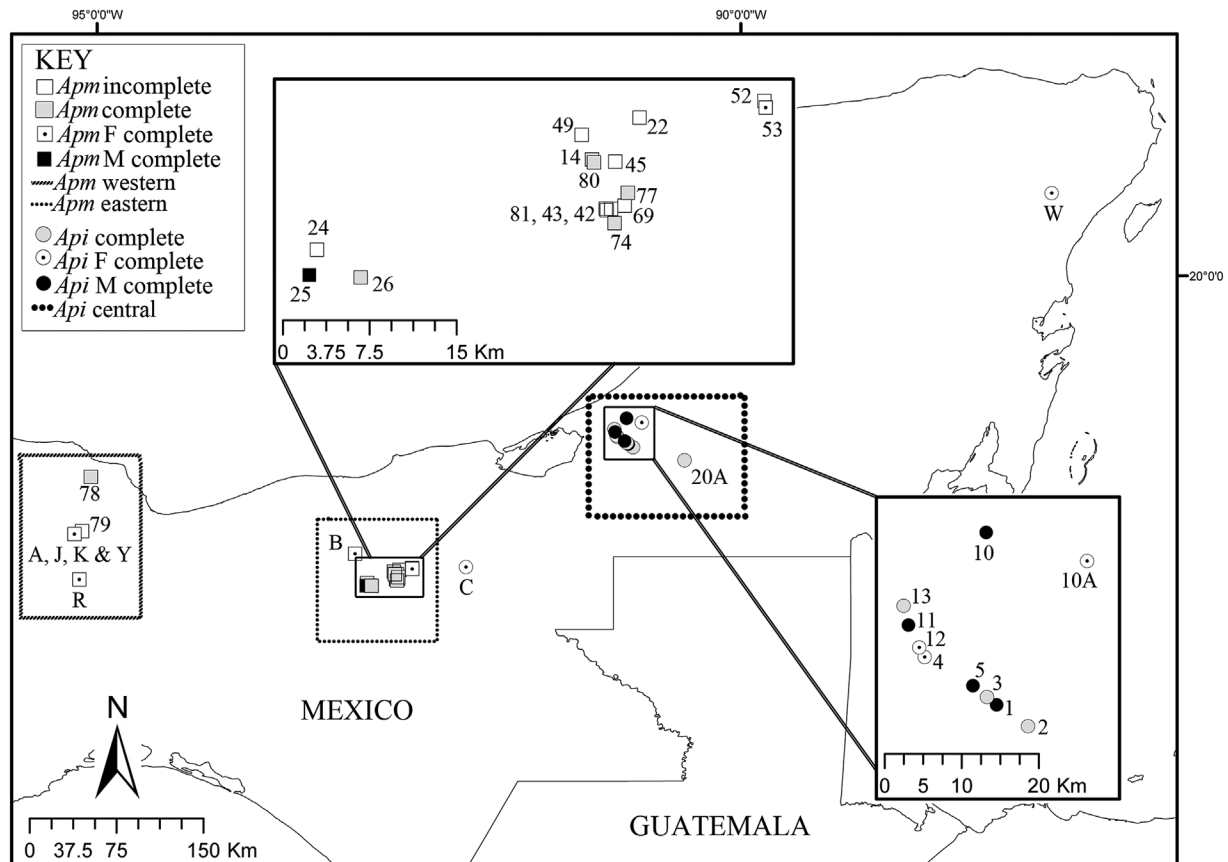 95°0'0"W 90°0'0"W
KEY
Apm incomplete
Apm complete
Apm F complete
Apm M complete
Apm western
Apm eastern
Api complete
Api F complete
Api M complete
Api central
52
53
22
49
14
45
80
77
81, 43, 42
69
74
24
25
26
0 3.75 7.5 15 Km
W
20°0'0
78
79
A, J, K & Y
R
B
C
20A
10
10A
13
11
12
4
5
3
1
2
0 5 10 20 Km
MEXICO
N
0 37.5 75 150 Km
GUATEMALA